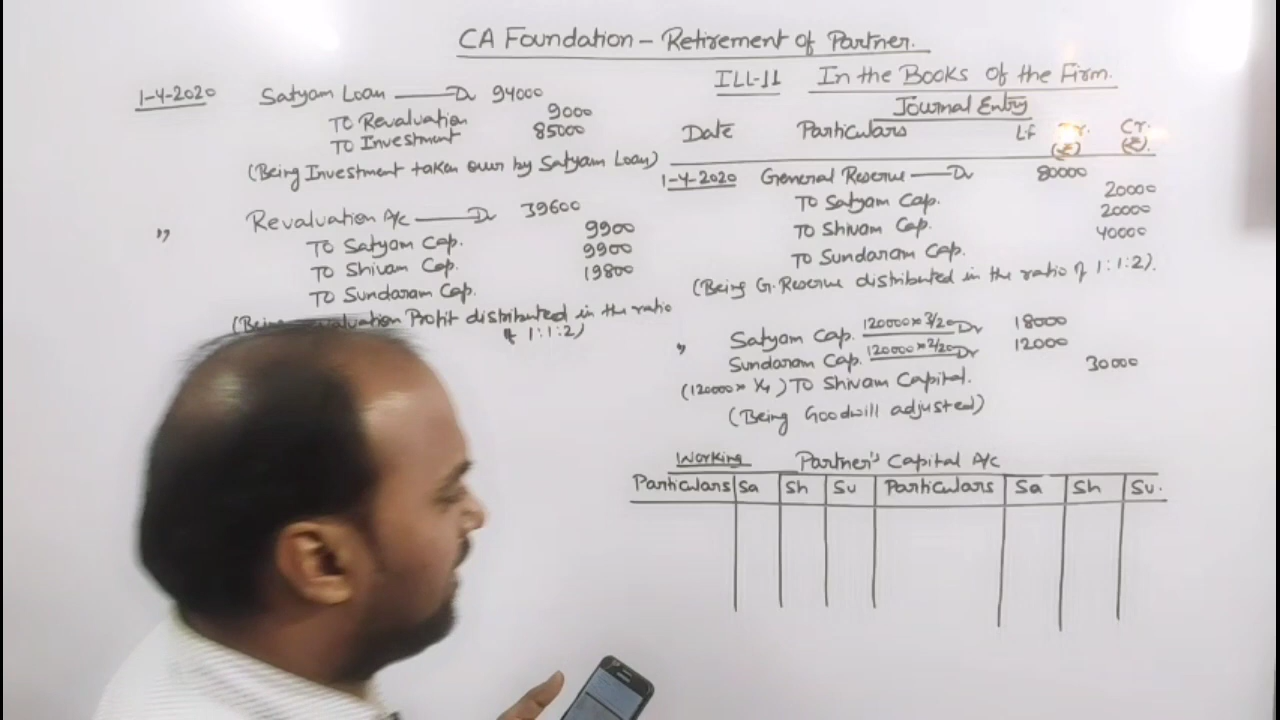 CA Foundation – Retirement of Partner.
ILL-11 In the Books of the Firm.
Journal Entry
Date Particulars Lf Dr. (₹) Cr. (₹)
1-4-2020 General Reserve — Dr 80000
To Satyam Cap. 20000
To Shivam Cap. 20000
To Sundaram Cap. 40000
(Being G. Reserve distributed in the ratio of 1:1:2).
" Satyam Cap. 120000×3/20 Dr 18000
Sundaram Cap. 120000×2/20 Dr 12000
(120000× 1/4) To Shivam Capital. 30000
(Being Goodwill adjusted)
1-4-2020 Satyam Loan — Dr 94000
To Revaluation 9000
To Investment 85000
(Being Investment taken over by Satyam Loan)
" Revaluation A/c — Dr 39600
To Satyam Cap. 9900
To Shivam Cap. 9900
To Sundaram Cap. 19800
(Being Profit distributed in the ratio
of 1:1:2)
Working Partner's Capital A/c
Particulars Sa Sh Su Particulars Sa Sh Su.